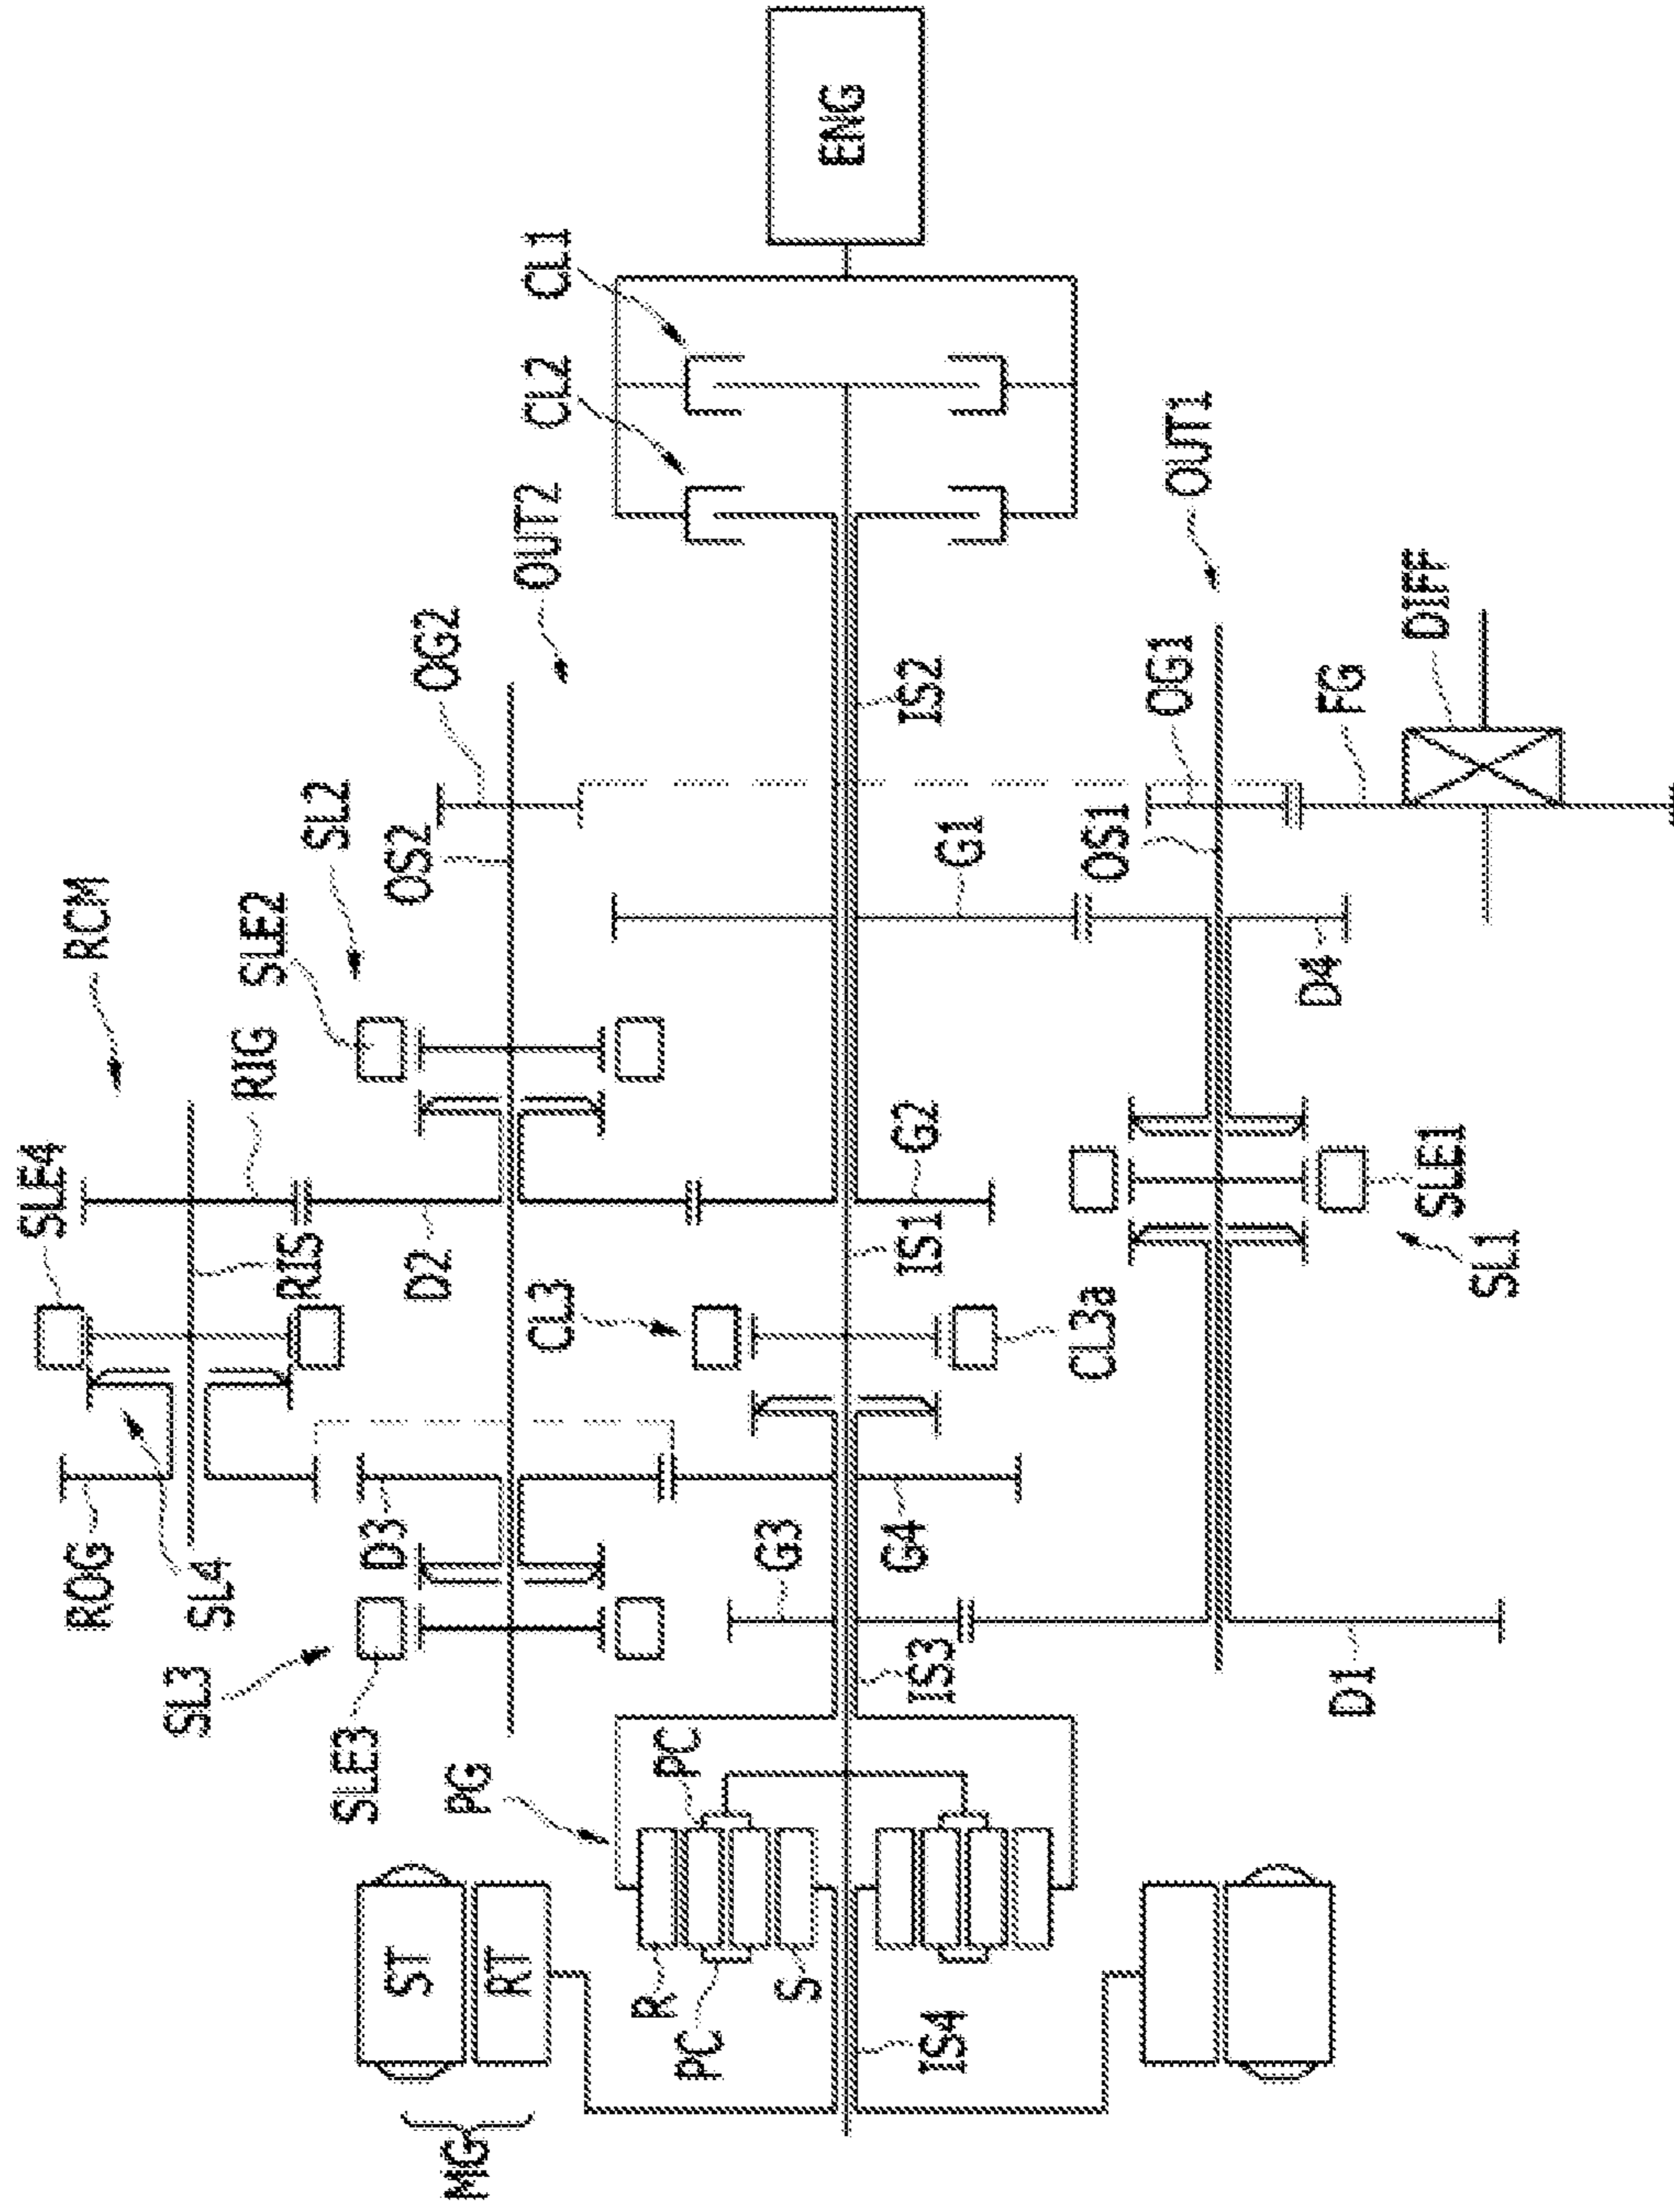 ENG
CL1
CL2
OUT2
OUT1
OG2
IS2
OG1
FG
DIFF
SL2
OS2
G1
OS1
RCM
SLE2
D4
RIG
SLE4
G2
SLE1
RIS
D2
IS1
SL1
CL3
CL3a
ROG
SL4
D3
G3
G4
SL3
SLE3
IS3
D1
PG
PC
ST
RT
R
PC
S
IS4
MG